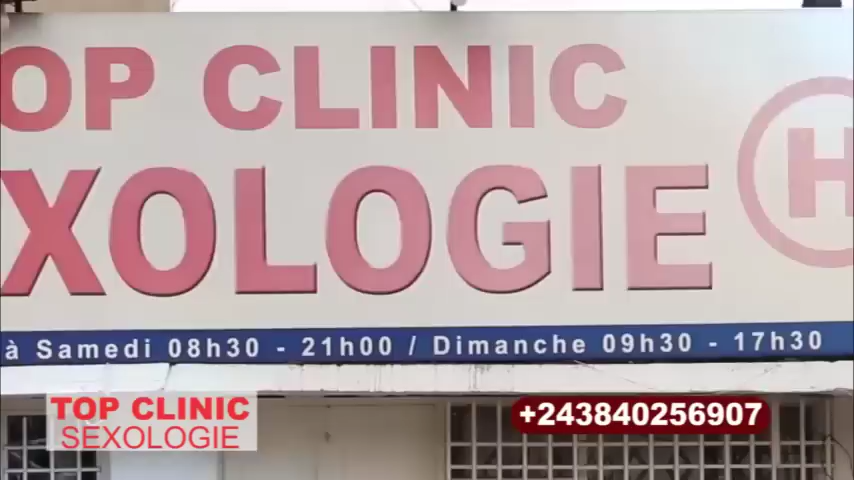 OP CLINIC
XOLOGIE
H
à Samedi 08h30 - 21h00 / Dimanche 09h30 - 17h30
TOP CLINIC
SEXOLOGIE
+243840256907